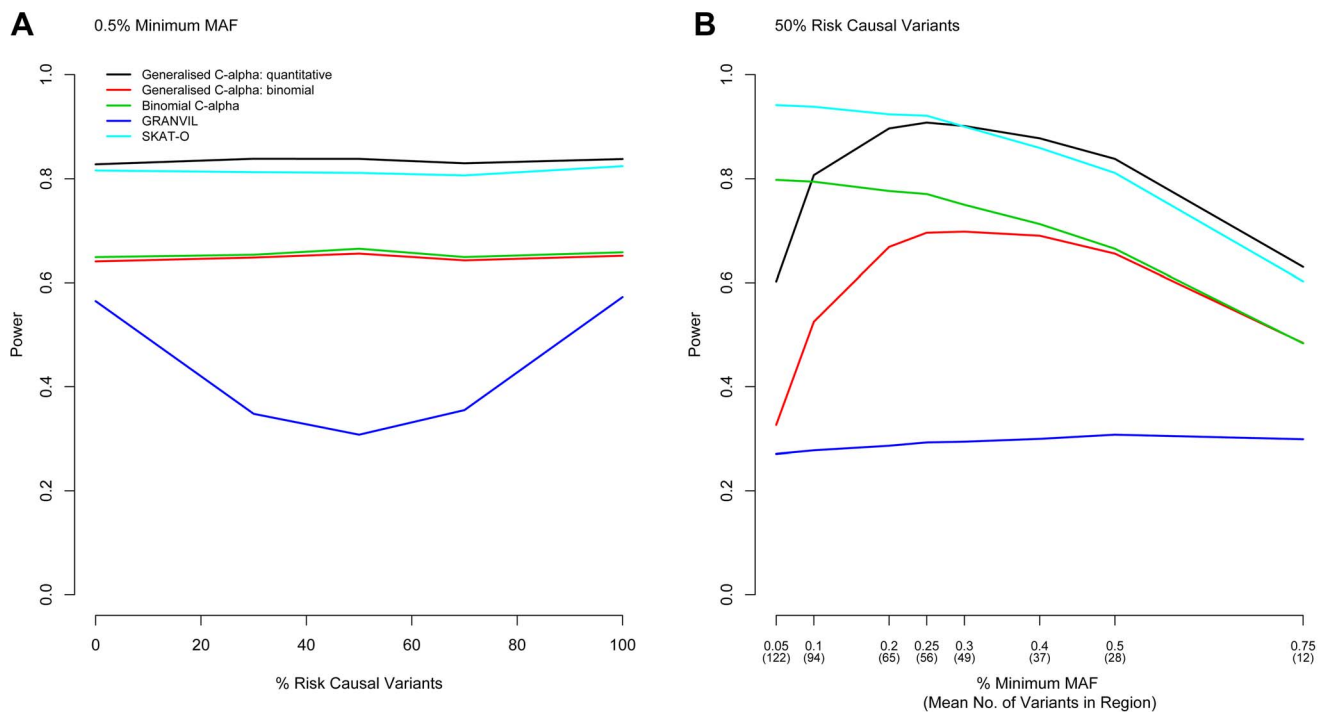 A
0.5% Minimum MAF
Generalised C-alpha: quantitative
Generalised C-alpha: binomial
Binomial C-alpha
GRANVIL
SKAT-O
Power
1.0
0.8
0.6
0.4
0.2
0.0
0 20 40 60 80 100
% Risk Causal Variants
B
50% Risk Causal Variants
Power
1.0
0.8
0.6
0.4
0.2
0.0
0.05 0.1 0.2 0.25 0.3 0.4 0.5 0.75
(122) (94) (65) (56) (49) (37) (28) (12)
% Minimum MAF
(Mean No. of Variants in Region)